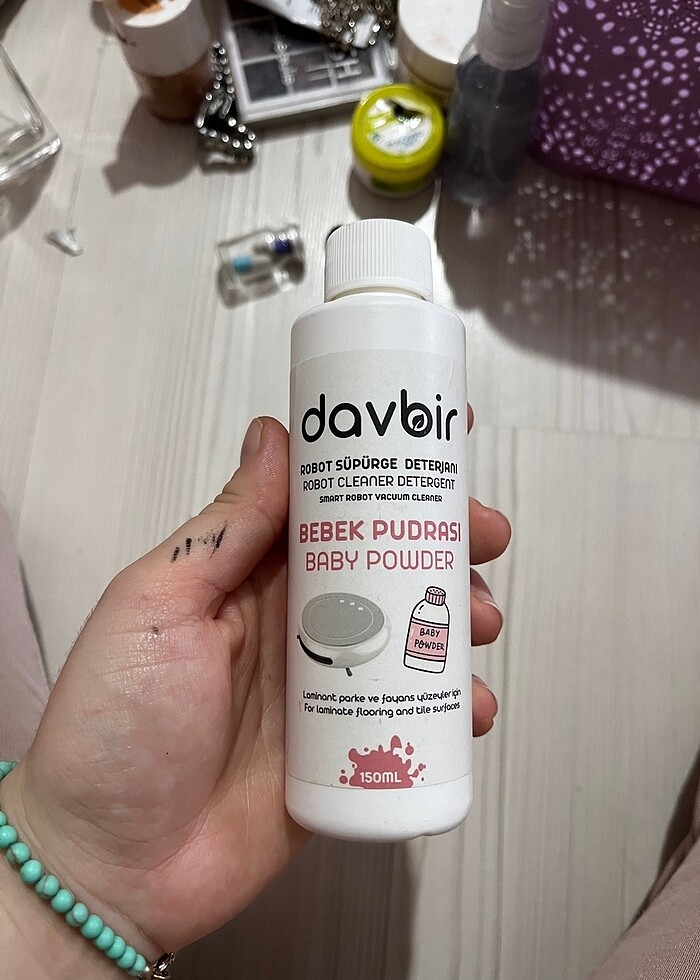 davbir
ROBOT SÜPÜRGE DETERJANI
ROBOT CLEANER DETERGENT
SMART ROBOT VACUUM CLEANER
BEBEK PUDRASI
BABY POWDER
BABY
POWDER
Laminant parke ve fayans yüzeyler için
For laminate flooring and tile surfaces
150ML